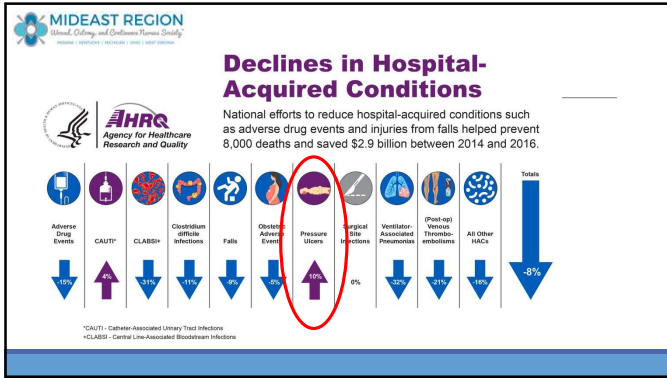 MIDEAST REGION
Wound, Ostomy, and Continence Nurses Society™
INDIANA | KENTUCKY | MICHIGAN | OHIO | WEST VIRGINIA
Declines in Hospital-
Acquired Conditions
AHRQ
Agency for Healthcare
Research and Quality
National efforts to reduce hospital-acquired conditions such
as adverse drug events and injuries from falls helped prevent
8,000 deaths and saved $2.9 billion between 2014 and 2016.
Adverse
Drug
Events
-15%
CAUTI*
4%
CLABSI+
-31%
Clostridium
difficile
Infections
-11%
Falls
-9%
Obstetric
Adverse
Events
-5%
Pressure
Ulcers
10%
Surgical
Site
Infections
0%
Ventilator-
Associated
Pneumonias
-32%
(Post-op)
Venous
Thrombo-
embolisms
-21%
All Other
HACs
-16%
Totals
-8%
*CAUTI - Catheter-Associated Urinary Tract Infections
+CLABSI - Central Line-Associated Bloodstream Infections